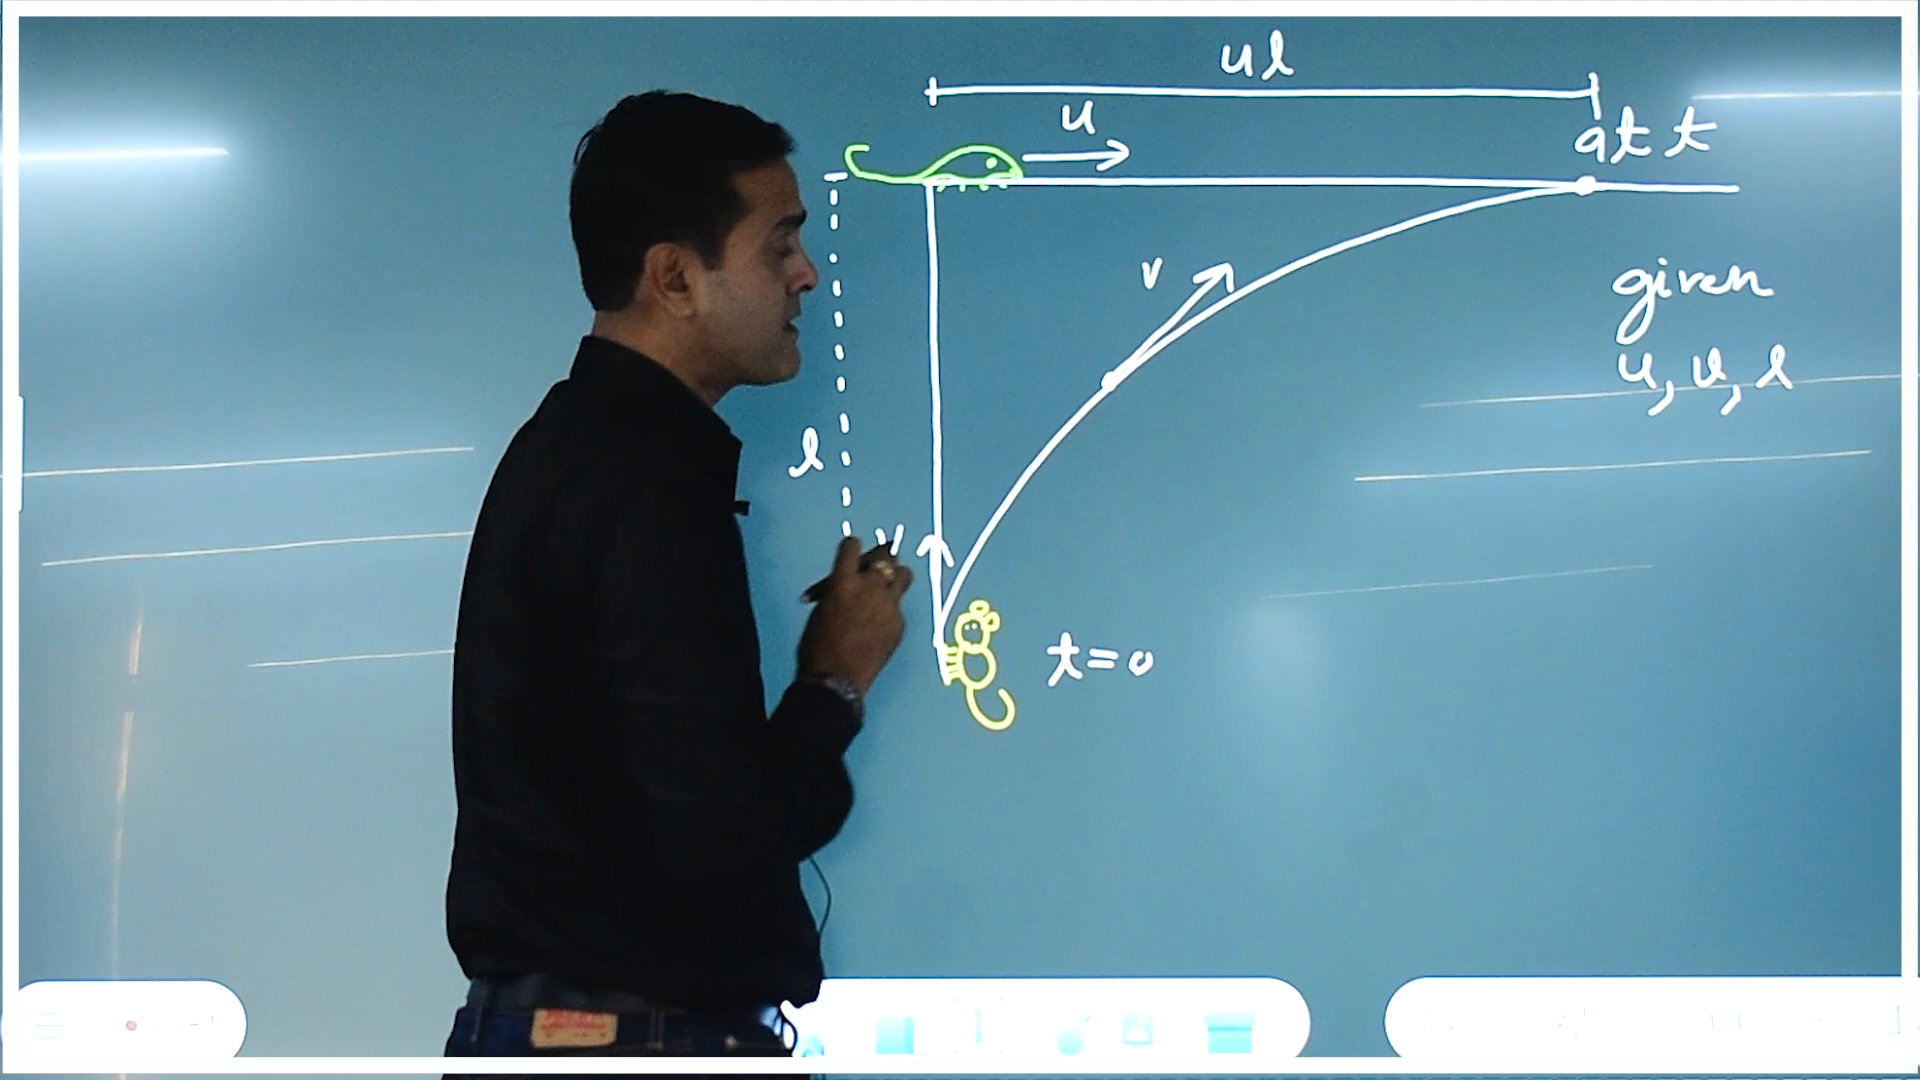 ul
u
at t
v
given
u, v, l
l
v
t=0